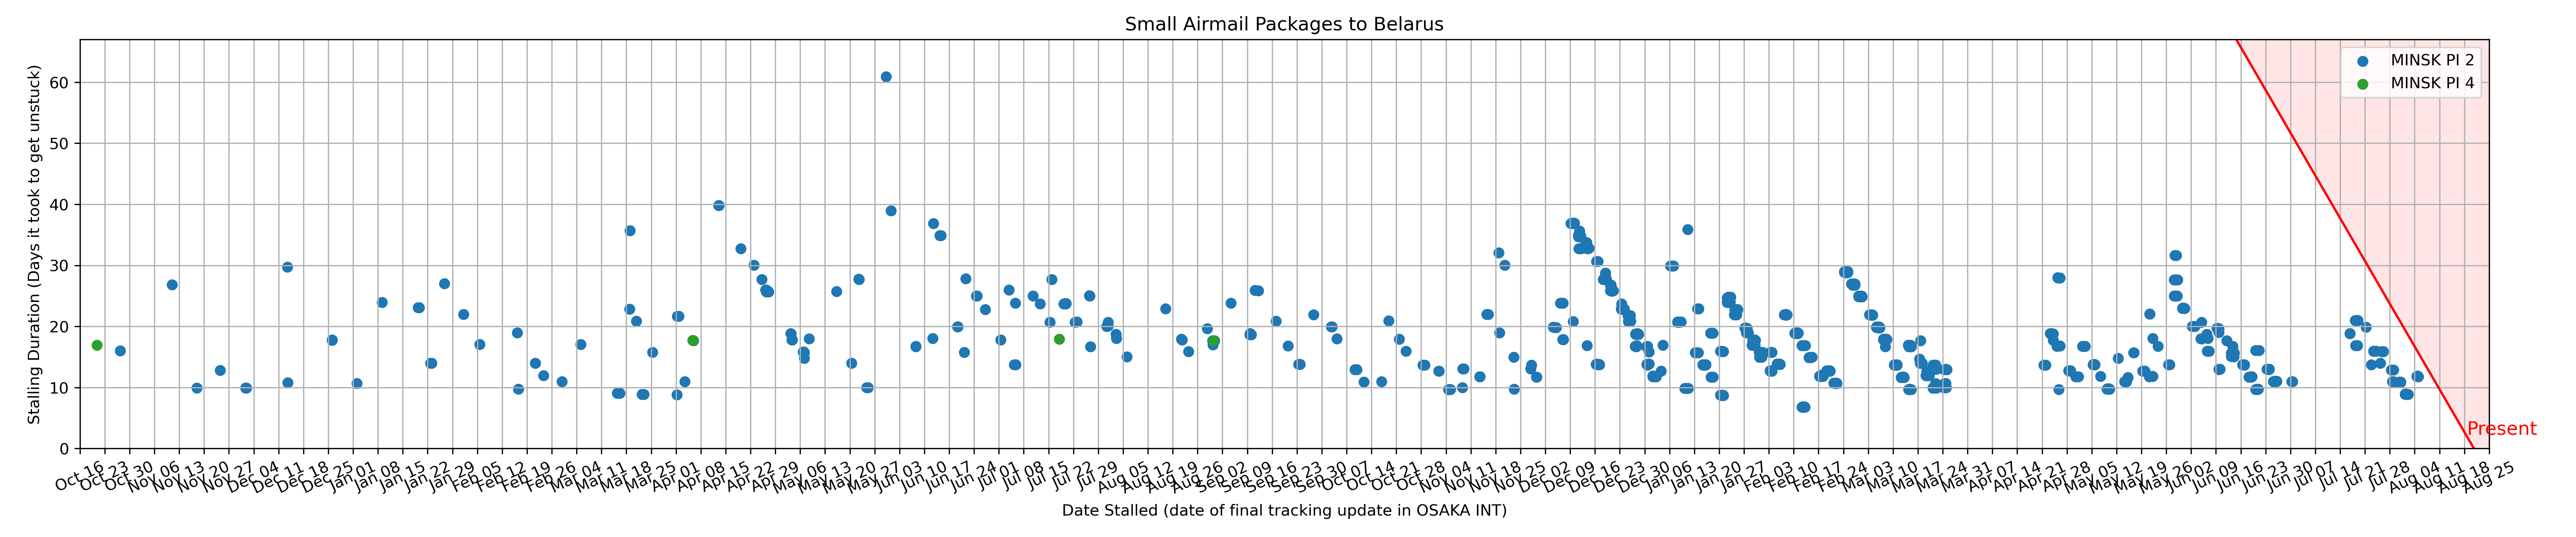 Small Airmail Packages to Belarus
MINSK PI 2
MINSK PI 4
Stalling Duration (Days it took to get unstuck)
60
50
40
30
20
10
0
Present
Oct 16
Oct 23
Oct 30
Nov 06
Nov 13
Nov 20
Nov 27
Dec 04
Dec 11
Dec 18
Dec 25
Jan 01
Jan 08
Jan 15
Jan 22
Jan 29
Feb 05
Feb 12
Feb 19
Feb 26
Mar 04
Mar 11
Mar 18
Mar 25
Apr 01
Apr 08
Apr 15
Apr 22
Apr 29
May 06
May 13
May 20
May 27
Jun 03
Jun 10
Jun 17
Jun 24
Jul 01
Jul 08
Jul 15
Jul 22
Jul 29
Aug 05
Aug 12
Aug 19
Aug 26
Sep 02
Sep 09
Sep 16
Sep 23
Sep 30
Oct 07
Oct 14
Oct 21
Oct 28
Nov 04
Nov 11
Nov 18
Nov 25
Dec 02
Dec 09
Dec 16
Dec 23
Dec 30
Jan 06
Jan 13
Jan 20
Jan 27
Feb 03
Feb 10
Feb 17
Feb 24
Mar 03
Mar 10
Mar 17
Mar 24
Mar 31
Apr 07
Apr 14
Apr 21
Apr 28
May 05
May 12
May 19
May 26
Jun 02
Jun 09
Jun 16
Jun 23
Jun 30
Jul 07
Jul 14
Jul 21
Jul 28
Aug 04
Aug 11
Aug 18
Aug 25
Date Stalled (date of final tracking update in OSAKA INT)